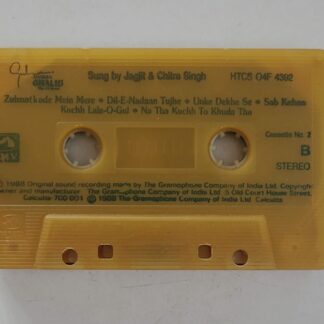 GHALIB
Sung by Jagjit & Chitra Singh
HTCS 04F 4392
Zulmatkade Mein Mere • Dil-E-Nadaan Tujhe • Unke Dekhe Se • Sab Kahan
Kuchh Lala-O-Gul • Na Tha Kuchh To Khuda Tha
Cassette No. 2
B
STEREO
HMV
1988 Original sound recording made by The Gramophone Company of India Ltd. Copyright
owner and manufacturer The Gramophone Company of India Ltd. 5 Old Court House Street,
Calcutta-700 001 Ⓟ 1988 The Gramophone Company of India Ltd. Calcutta